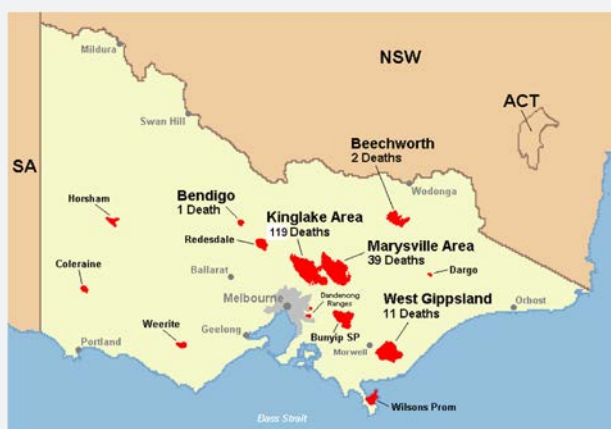 Mildura
NSW
ACT
Swan Hill
SA
Beechworth
2 Deaths
Wodonga
Horsham
Bendigo
1 Death
Kinglake Area
119 Deaths
Redesdale
Marysville Area
39 Deaths
Coleraine
Ballarat
Dargo
Melbourne
Dandenong
Ranges
West Gippsland
11 Deaths
Orbost
Weerite
Geelong
Bunyip SP
Morwell
Portland
Wilsons Prom
Bass Strait